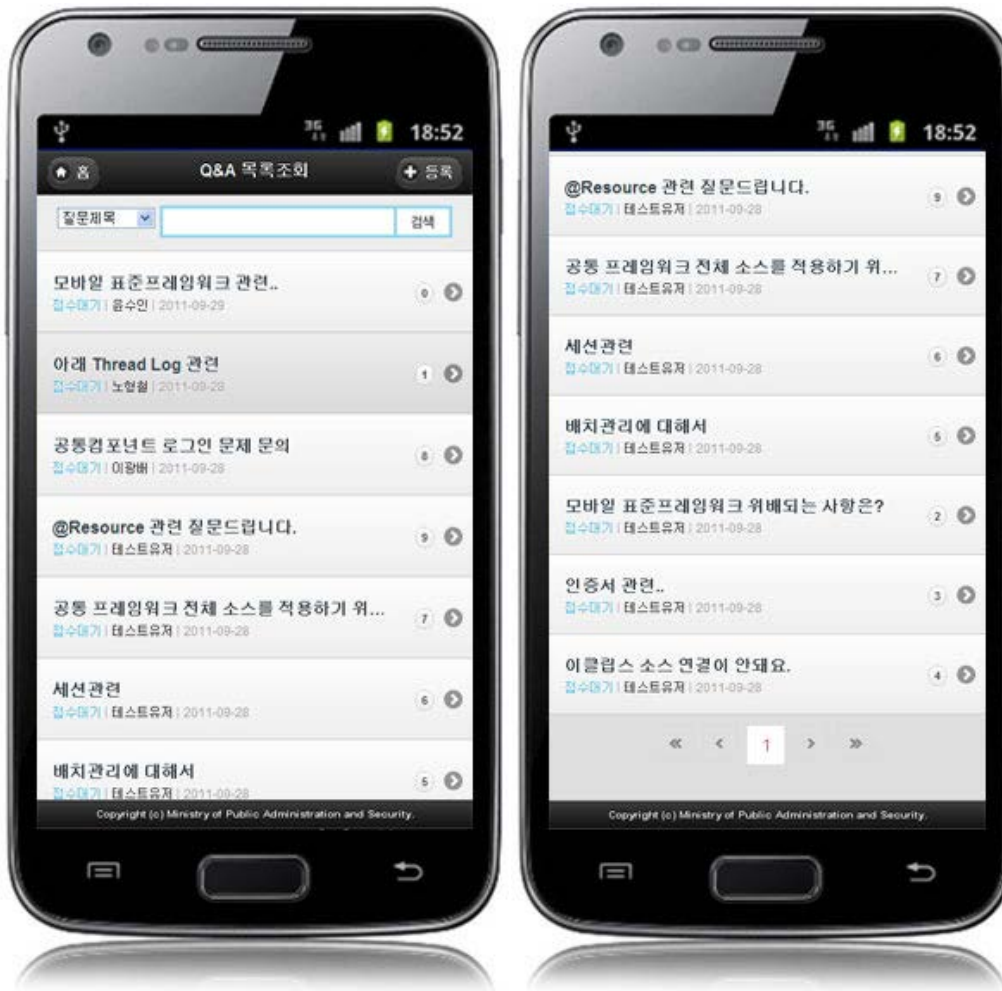 3G
18:52
홈
Q&A 목록조회
등록
질문제목
검색
모바일 표준프레임워크 관련..
0
접수대기 | 윤수인 | 2011-09-29
아래 Thread Log 관련
1
접수대기 | 노형철 | 2011-09-28
공통컴포넌트 로그인 문제 문의
8
접수대기 | 이광배 | 2011-09-28
@Resource 관련 질문드립니다.
9
접수대기 | 테스트유저 | 2011-09-28
공통 프레임워크 전체 소스를 적용하기 위...
7
접수대기 | 테스트유저 | 2011-09-28
세션관련
6
접수대기 | 테스트유저 | 2011-09-28
배치관리에 대해서
5
접수대기 | 테스트유저 | 2011-09-28
Copyright (c) Ministry of Public Administration and Security.
3G
18:52
@Resource 관련 질문드립니다.
9
접수대기 | 테스트유저 | 2011-09-28
공통 프레임워크 전체 소스를 적용하기 위...
7
접수대기 | 테스트유저 | 2011-09-28
세션관련
6
접수대기 | 테스트유저 | 2011-09-28
배치관리에 대해서
5
접수대기 | 테스트유저 | 2011-09-28
모바일 표준프레임워크 위배되는 사항은?
2
접수대기 | 테스트유저 | 2011-09-28
인증서 관련..
3
접수대기 | 테스트유저 | 2011-09-28
이클립스 소스 연결이 안돼요.
4
접수대기 | 테스트유저 | 2011-09-28
« < 1 > »
Copyright (c) Ministry of Public Administration and Security.